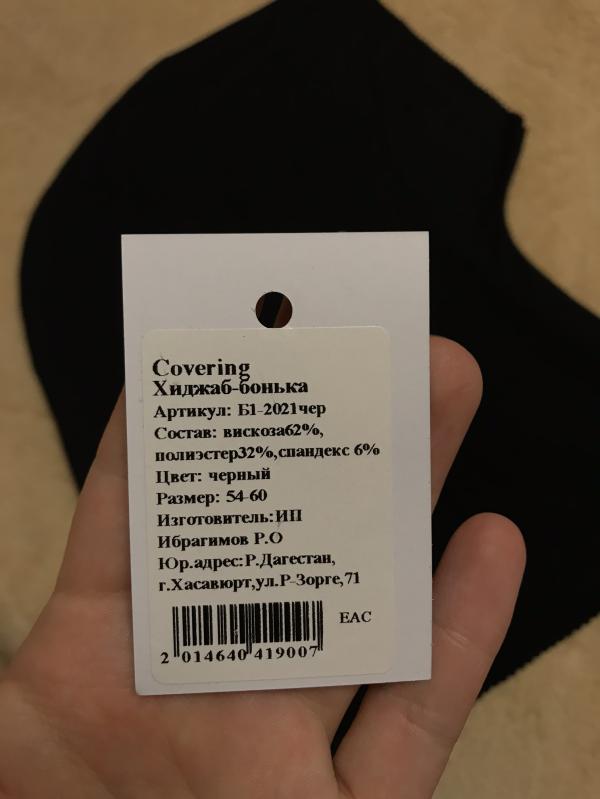 Covering
Хиджаб-бонька
Артикул: Б1-2021чер
Состав: вискоза62%,
полиэстер32%,спандекс 6%
Цвет: черный
Размер: 54-60
Изготовитель:ИП
Ибрагимов Р.О
Юр.адрес:Р.Дагестан,
г.Хасавюрт,ул.Р-Зорге,71
EAC
2 014640 419007